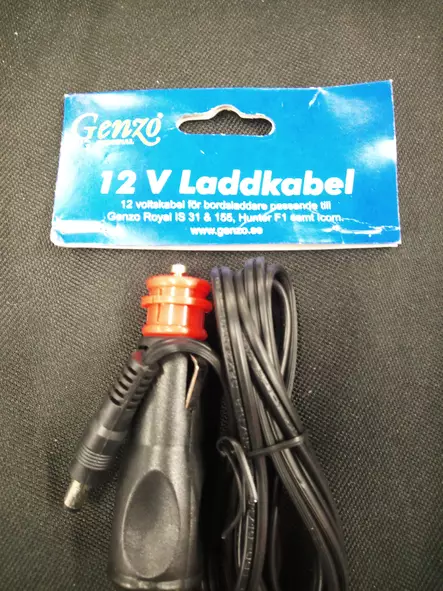 Genzo®
12 V Laddkabel
12 voltskabel för bordsladdare passande till
Genzo Royal IS 31 & 155, Hunter F1 samt Icom.
www.genzo.se